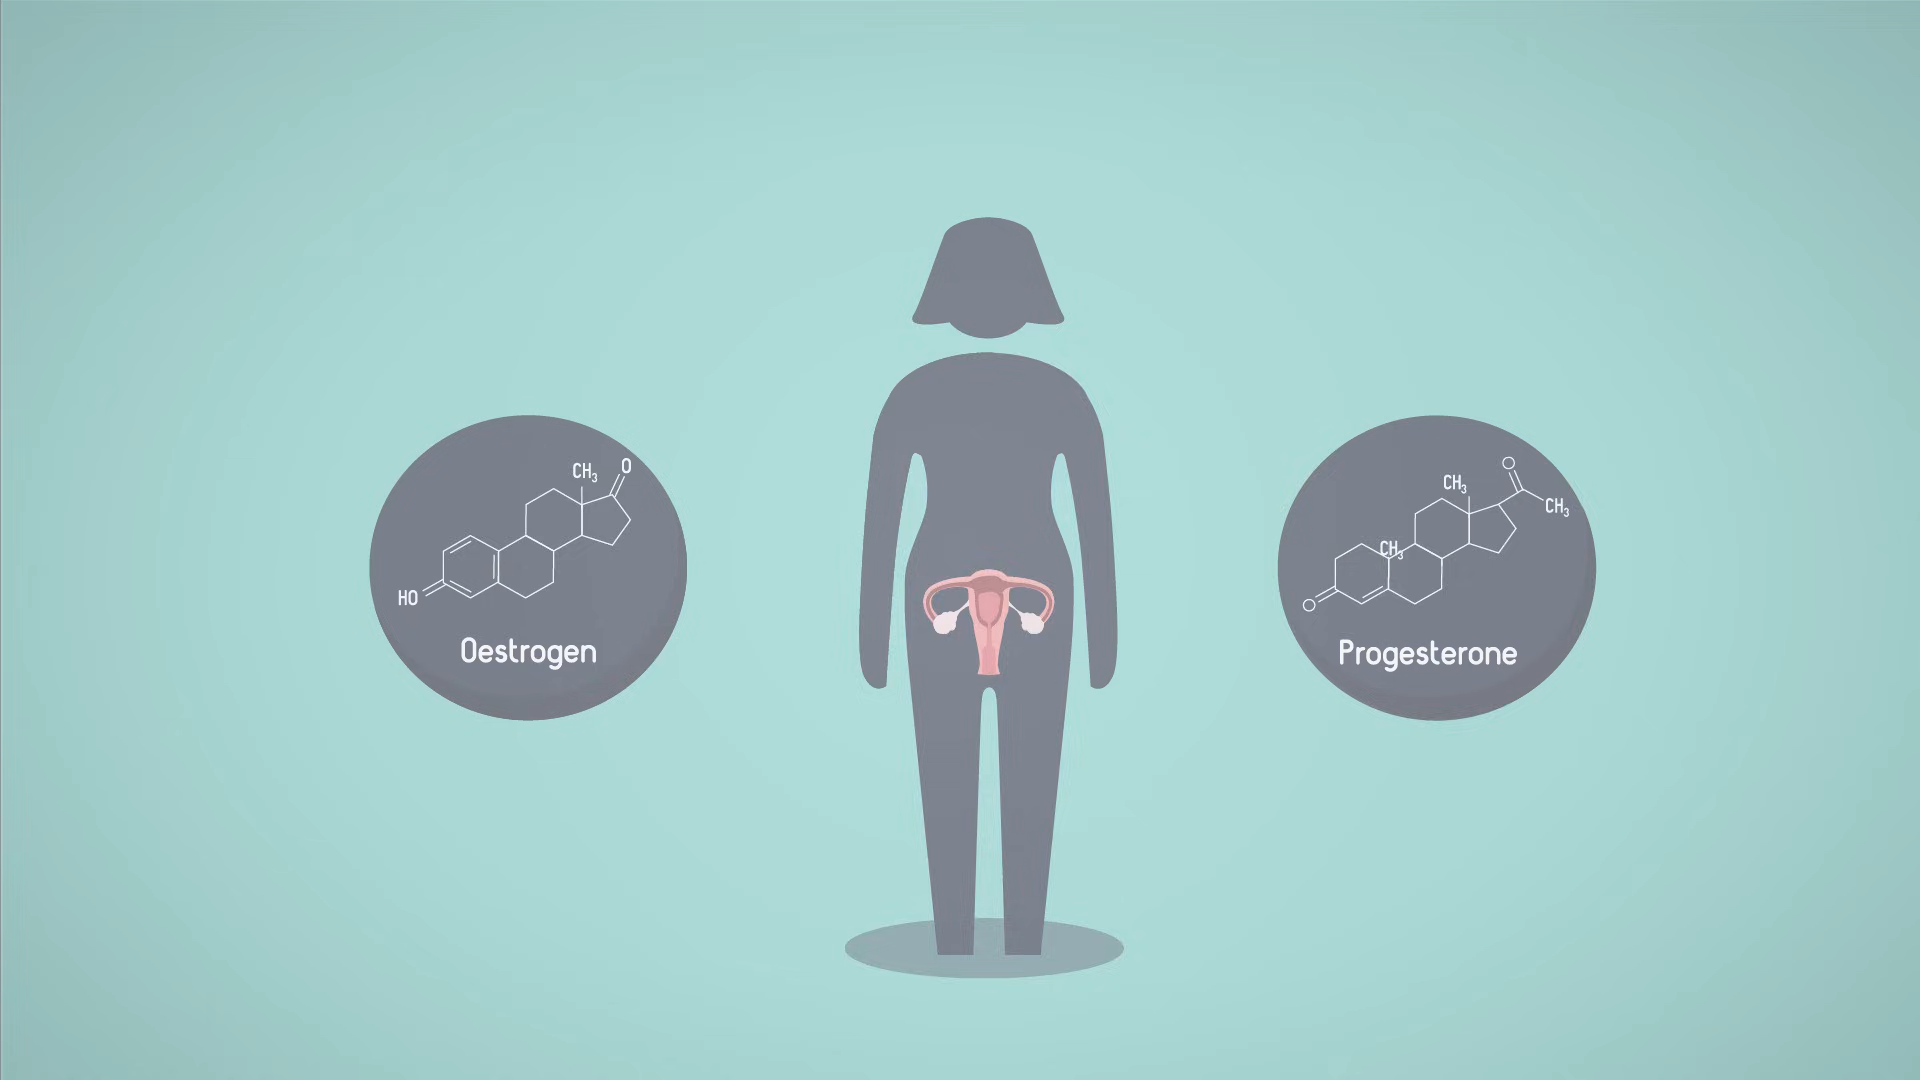 CH3
O
HO
Oestrogen
O
CH3
CH3
CH3
O
Progesterone